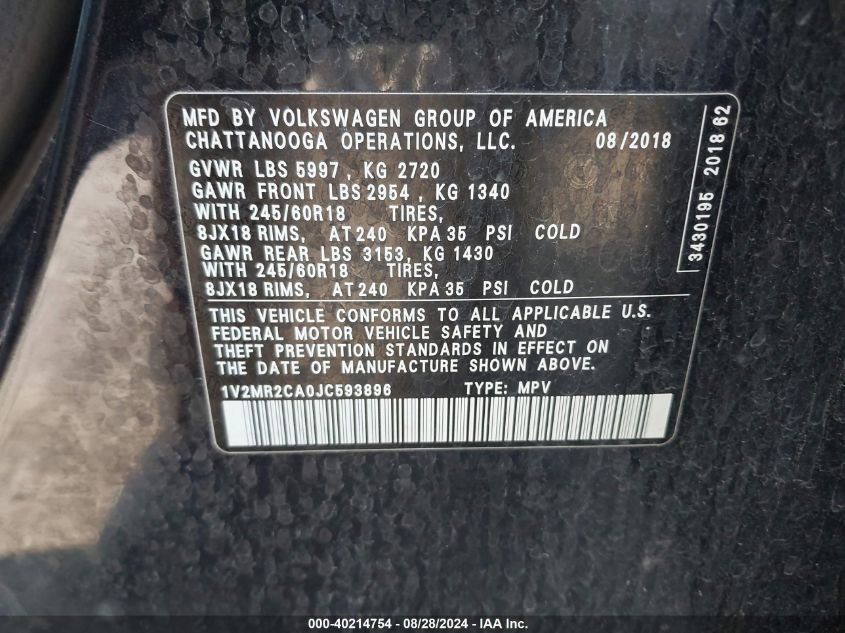 MFD BY VOLKSWAGEN GROUP OF AMERICA
CHATTANOOGA OPERATIONS, LLC. 08/2018
GVWR LBS 5997, KG 2720
GAWR FRONT LBS 2954, KG 1340
WITH 245/60R18 TIRES,
8JX18 RIMS, AT 240 KPA 35 PSI COLD
GAWR REAR LBS 3153, KG 1430
WITH 245/60R18 TIRES,
8JX18 RIMS, AT 240 KPA 35 PSI COLD
THIS VEHICLE CONFORMS TO ALL APPLICABLE U.S.
FEDERAL MOTOR VEHICLE SAFETY AND
THEFT PREVENTION STANDARDS IN EFFECT ON
THE DATE OF MANUFACTURE SHOWN ABOVE.
1V2MR2CA0JC593896 TYPE: MPV
3430195 2018 62
000-40214754 - 08/28/2024 - IAA Inc.